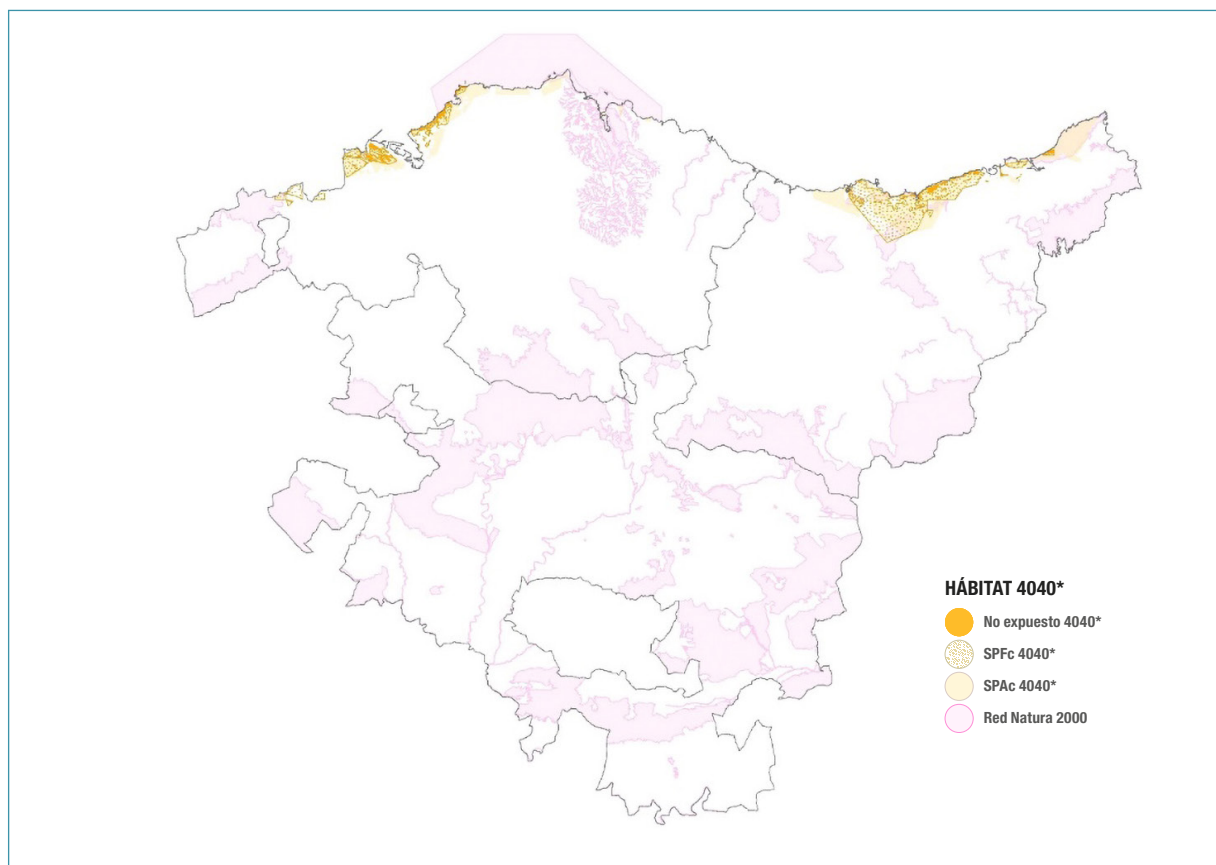 HÁBITAT 4040*
No expuesto 4040*
SPFc 4040*
SPAc 4040*
Red Natura 2000